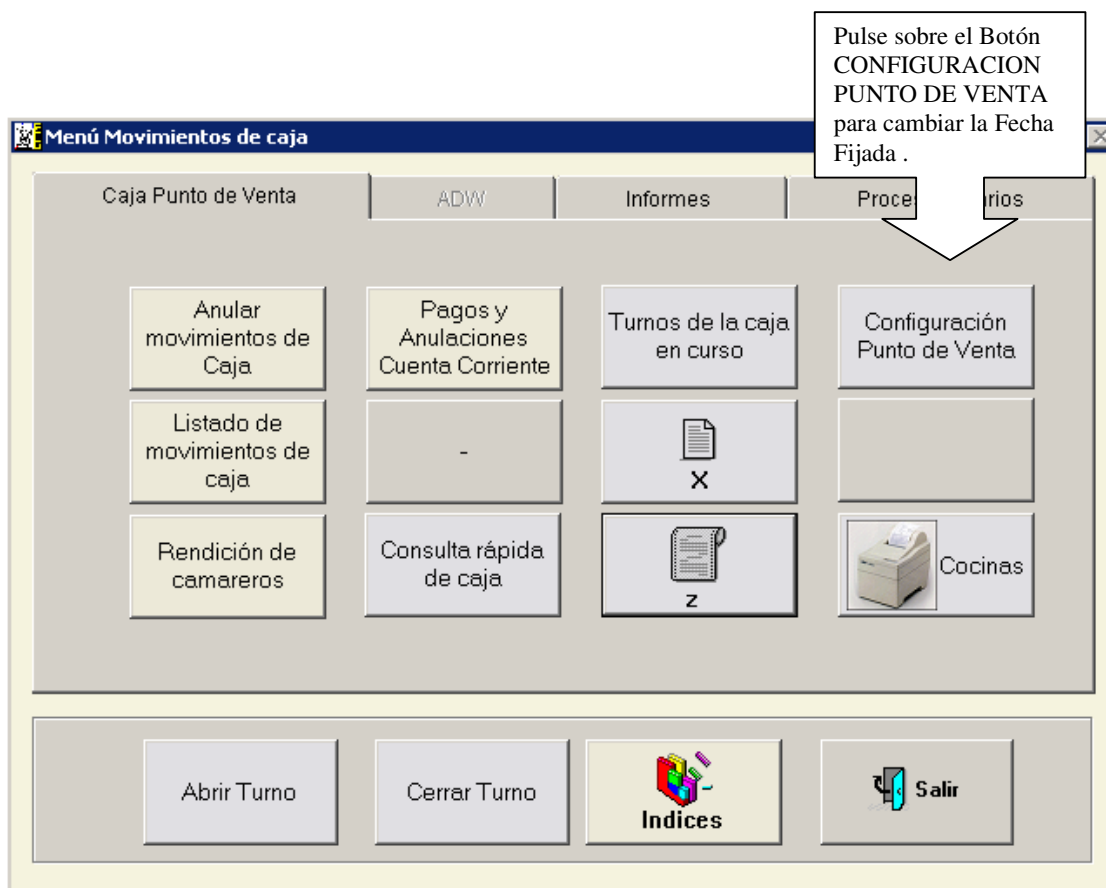 Pulse sobre el Botón
CONFIGURACION
PUNTO DE VENTA
para cambiar la Fecha
Fijada .
Menú Movimientos de caja
Caja Punto de Venta
ADW
Informes
Anular
movimientos de
Caja
Pagos y
Anulaciones
Cuenta Corriente
Turnos de la caja
en curso
Configuración
Punto de Venta
Listado de
movimientos de
caja
-
X
Rendición de
camareros
Consulta rápida
de caja
z
Cocinas
Abrir Turno
Cerrar Turno
Indices
Salir